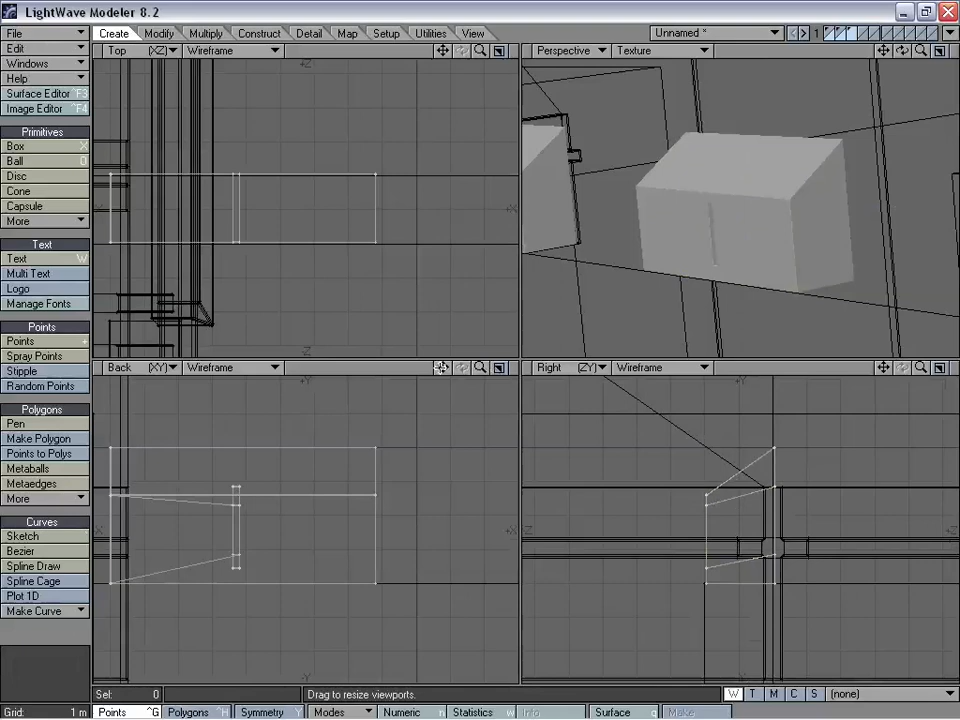 LightWave Modeler 8.2
File
Edit
Windows
Help
Surface Editor ^F3
Image Editor ^F4
Primitives
Box X
Ball O
Disc
Cone
Capsule
More
Text
Text W
Multi Text
Logo
Manage Fonts
Points
Points +
Spray Points
Stipple
Random Points
Polygons
Pen
Make Polygon
Points to Polys
Metaballs
Metaedges
More
Curves
Sketch
Bezier
Spline Draw
Spline Cage
Plot 1D
Make Curve
Create Modify Multiply Construct Detail Map Setup Utilities View Unnamed * 1
Top (XZ) Wireframe
Perspective Texture
Back (XY) Wireframe
Right (ZY) Wireframe
Sel: 0 Drag to resize viewports. W T M C S (none)
Grid: 1 m Points ^G Polygons ^H Symmetry Y Modes Numeric n Statistics w Info i Surface q Make